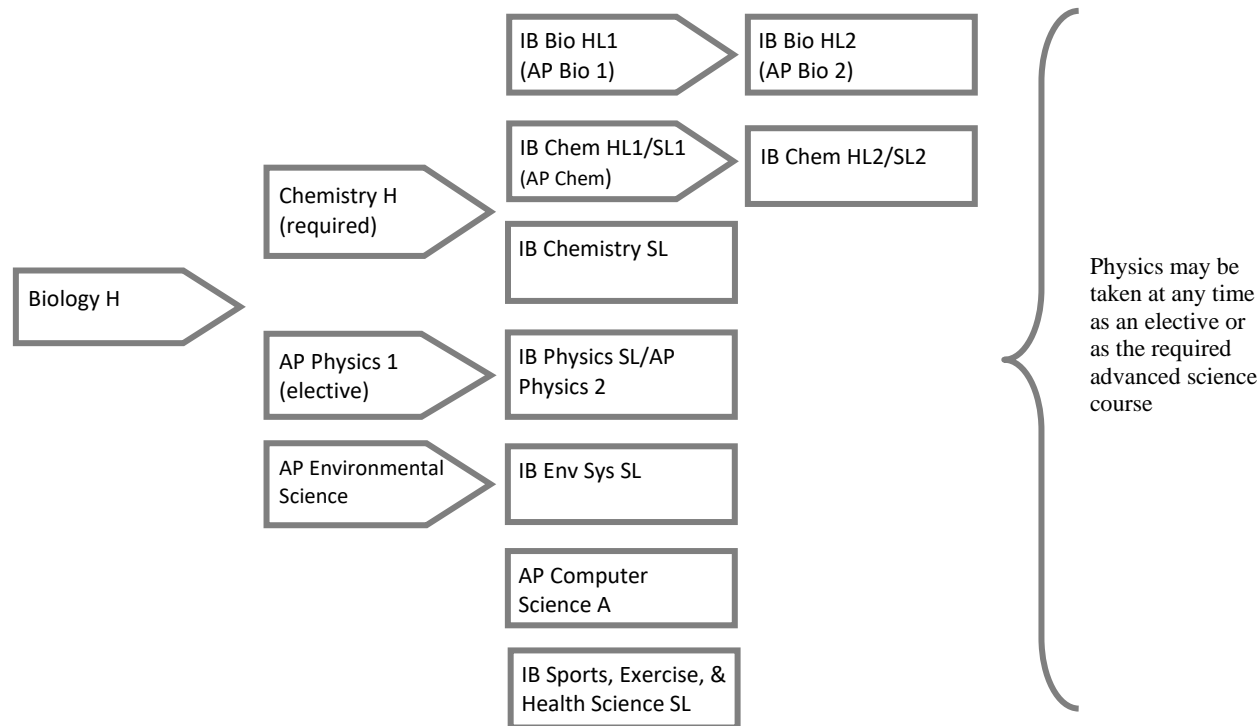 IB Bio HL1
(AP Bio 1)
IB Bio HL2
(AP Bio 2)
IB Chem HL1/SL1
(AP Chem)
IB Chem HL2/SL2
Chemistry H
(required)
IB Chemistry SL
Biology H
AP Physics 1
(elective)
IB Physics SL/AP
Physics 2
AP Environmental
Science
IB Env Sys SL
AP Computer
Science A
IB Sports, Exercise, &
Health Science SL
Physics may be
taken at any time
as an elective or
as the required
advanced science
course